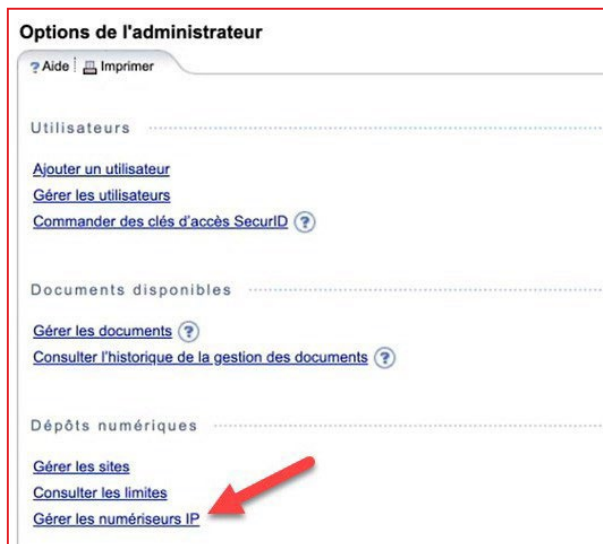 Options de l'administrateur
? Aide Imprimer
Utilisateurs
Ajouter un utilisateur
Gérer les utilisateurs
Commander des clés d'accès SecurID ?
Documents disponibles
Gérer les documents ?
Consulter l'historique de la gestion des documents ?
Dépôts numériques
Gérer les sites
Consulter les limites
Gérer les numériseurs IP